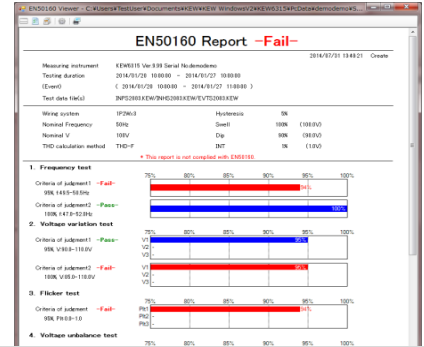 EN50160 Viewer - C:¥Users¥TestUser¥Documents¥KEW¥KEW Windows V2¥KEW6315¥PcData¥demodemo¥S...
EN50160 Report -Fail-
2014/07/31 13:48:21 Create
Measuring instrument KEW6315 Ver:9.99 Serial No:demodemo
Testing duration 2014/01/20 10:00:00 - 2014/01/27 10:00:00
(Event) ( 2014/01/20 10:00:00 - 2014/01/27 11:00:00 )
Test data file(s) INPS2003.KEW/INHS2003.KEW/EVTS2003.KEW
Wiring system 1P2W×3 Hysteresis 5%
Nominal Frequency 50Hz Swell 100% (100.0V)
Nominal V 100V Dip 90% (90.0V)
THD calculation method THD-F INT 1% (1.0V)
* This report is not complied with EN50160.
1. Frequency test
75% 80% 85% 90% 95% 100%
Criteria of judgment1 -Fail-
94%
95%, f:49.5-50.5Hz
Criteria of judgment2 -Pass-
100%
100%, f:47.0-52.0Hz
2. Voltage variation test
75% 80% 85% 90% 95% 100%
Criteria of judgment1 -Pass- V1
95%
95%, V:90.0-110.0V V2 -
V3 -
Criteria of judgment2 -Fail- V1
95%
100%, V:85.0-110.0V V2 -
V3 -
3. Flicker test
75% 80% 85% 90% 95% 100%
Criteria of judgment -Fail- Plt1
94%
95%, Plt:0.0-1.0 Plt2 -
Plt3 -
4. Voltage unbalance test
75% 80% 85% 90% 95% 100%